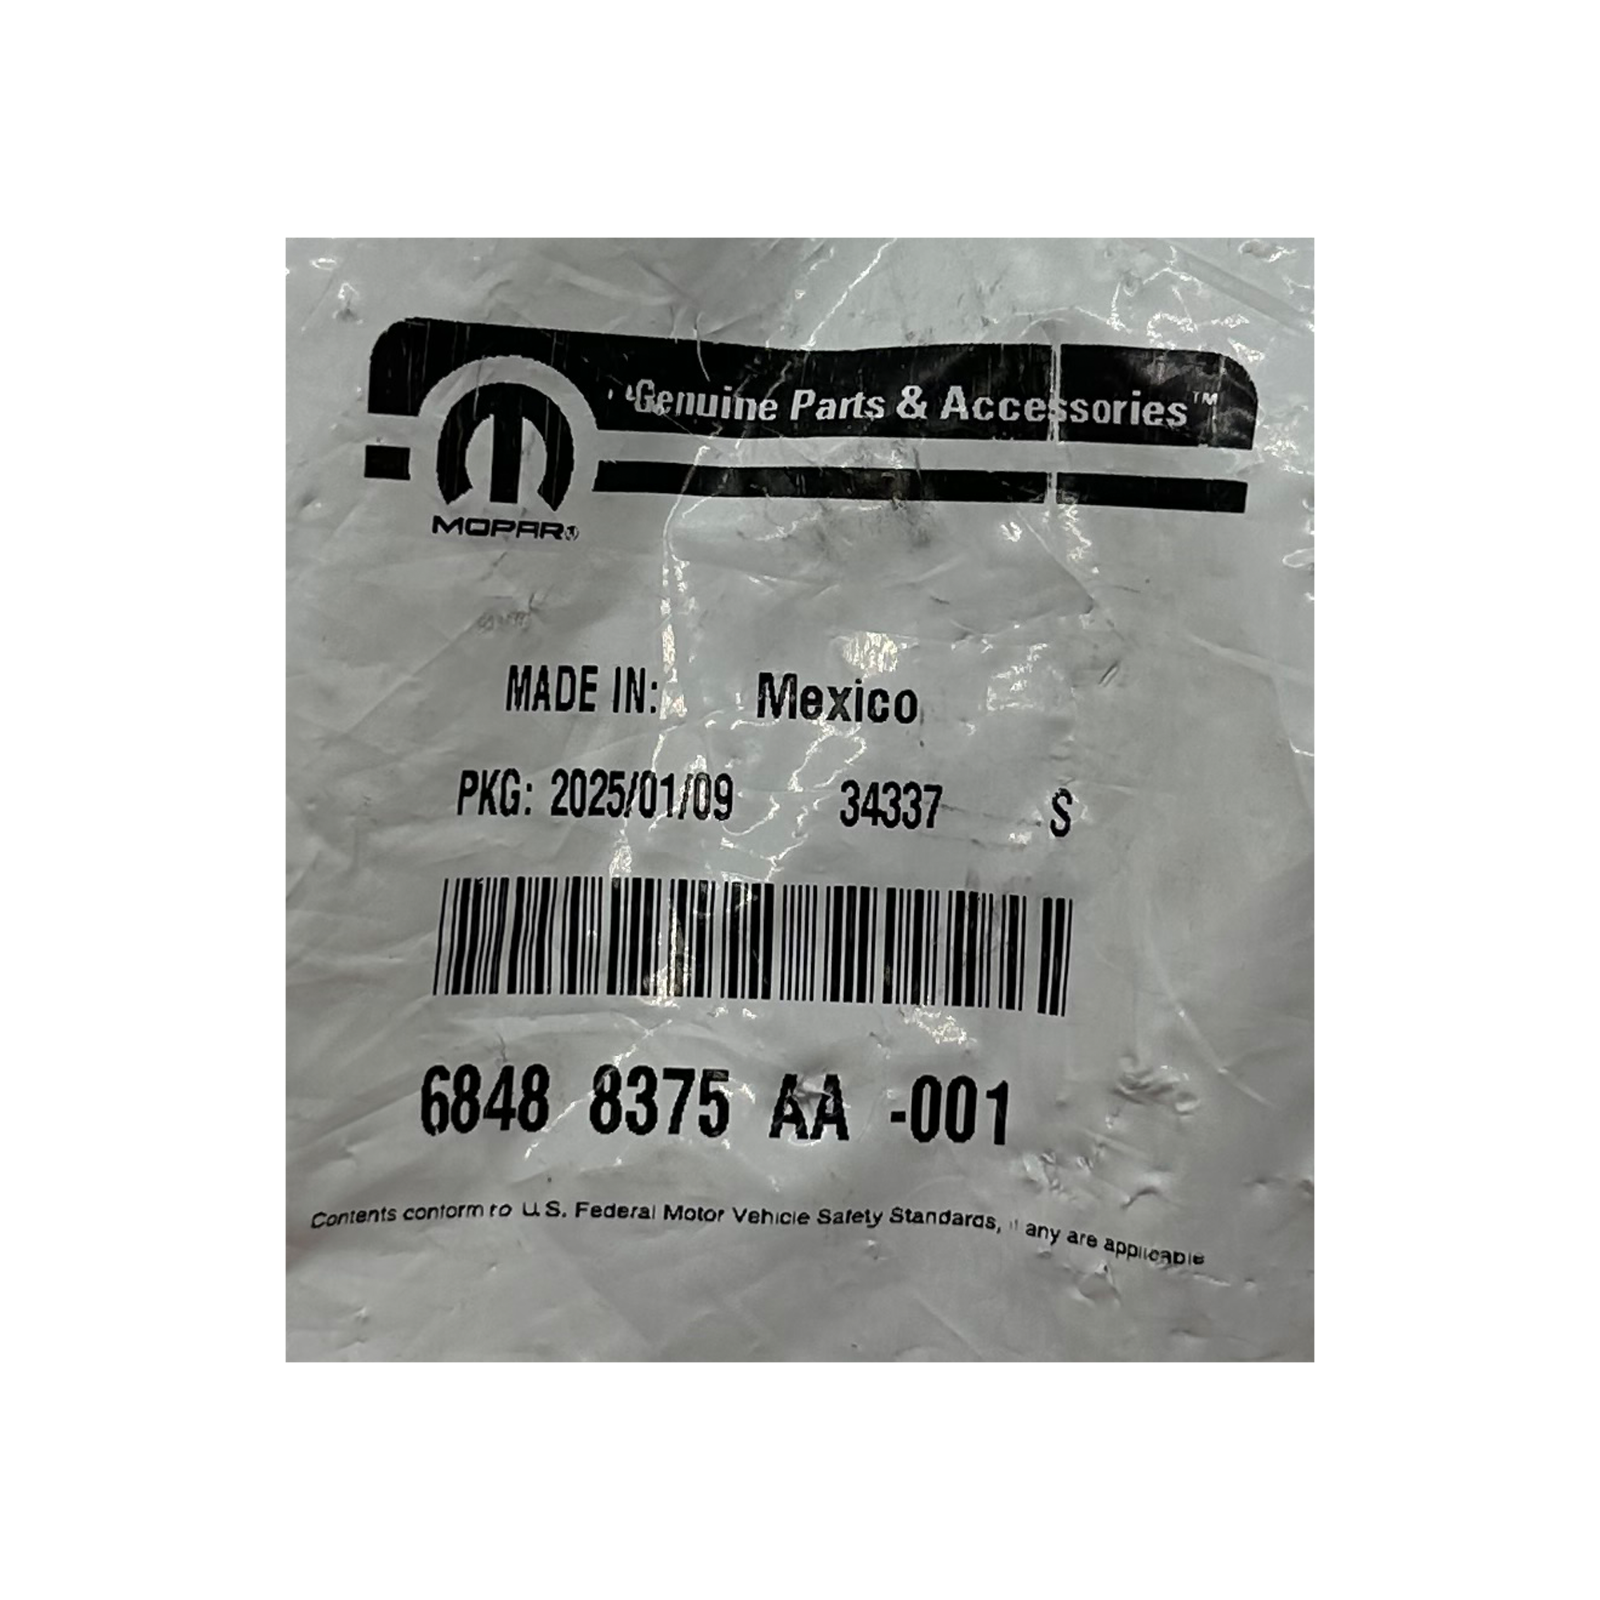 Genuine Parts & Accessories™
MOPAR®
MADE IN: Mexico
PKG: 2025/01/09 34337 S
6848 8375 AA -001
Contents conform to U.S. Federal Motor Vehicle Safety Standards, if any are applicable